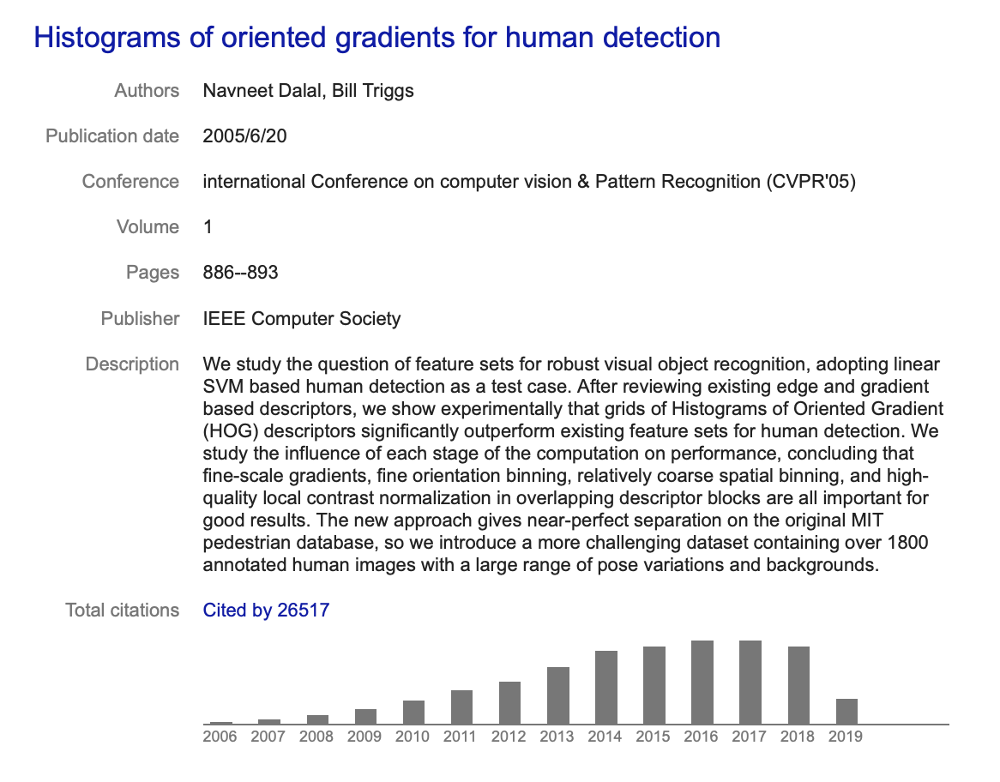 Histograms of oriented gradients for human detection
Authors Navneet Dalal, Bill Triggs
Publication date 2005/6/20
Conference international Conference on computer vision & Pattern Recognition (CVPR'05)
Volume 1
Pages 886--893
Publisher IEEE Computer Society
Description We study the question of feature sets for robust visual object recognition, adopting linear
SVM based human detection as a test case. After reviewing existing edge and gradient
based descriptors, we show experimentally that grids of Histograms of Oriented Gradient
(HOG) descriptors significantly outperform existing feature sets for human detection. We
study the influence of each stage of the computation on performance, concluding that
fine-scale gradients, fine orientation binning, relatively coarse spatial binning, and high-
quality local contrast normalization in overlapping descriptor blocks are all important for
good results. The new approach gives near-perfect separation on the original MIT
pedestrian database, so we introduce a more challenging dataset containing over 1800
annotated human images with a large range of pose variations and backgrounds.
Total citations Cited by 26517
2006 2007 2008 2009 2010 2011 2012 2013 2014 2015 2016 2017 2018 2019